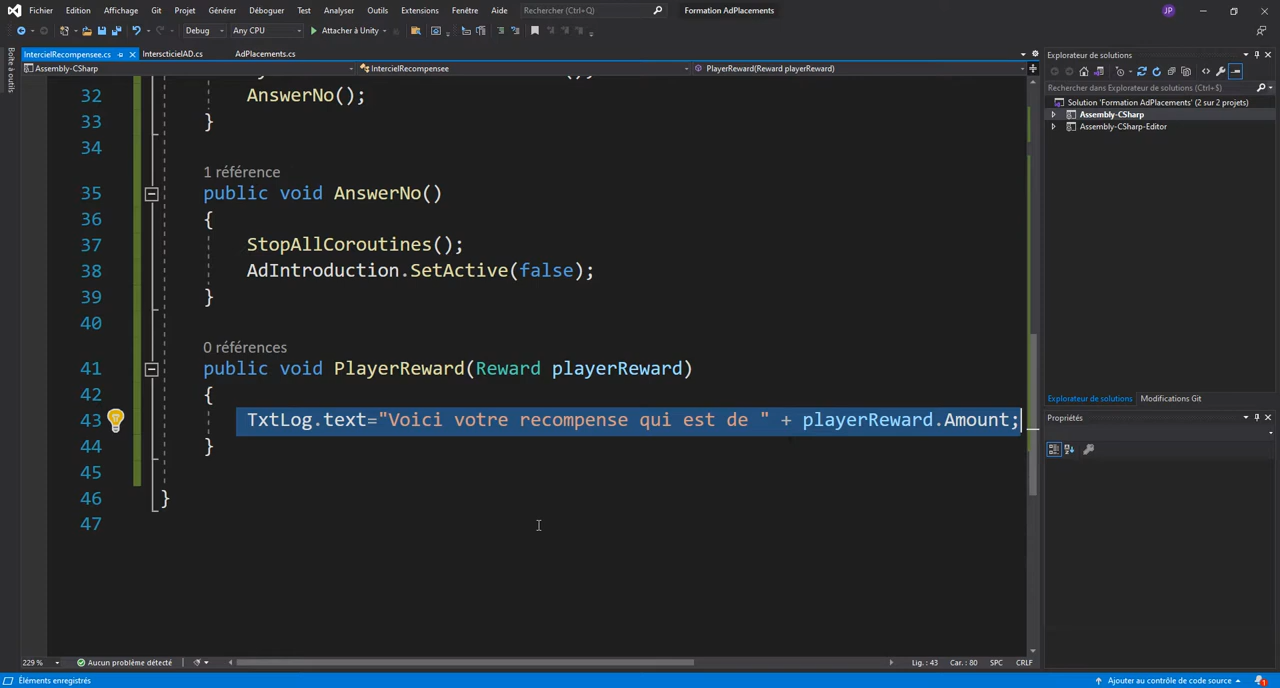 Fichier Edition Affichage Git Projet Générer Déboguer Test Analyser Outils Extensions Fenêtre Aide Rechercher (Ctrl+Q) Formation AdPlacements JP
Debug Any CPU Attacher à Unity
Boîte à outils
IntercielRecompensee.cs IntersticielAD.cs AdPlacements.cs
Assembly-CSharp IntercielRecompensee PlayerReward(Reward playerReward)
32 AnswerNo();
33 }
34
1 référence
35 public void AnswerNo()
36 {
37 StopAllCoroutines();
38 AdIntroduction.SetActive(false);
39 }
40
0 références
41 public void PlayerReward(Reward playerReward)
42 {
43 TxtLog.text="Voici votre recompense qui est de " + playerReward.Amount;
44 }
45
46 }
47
229 % Aucun problème détecté Lig. : 43 Car. : 80 SPC CRLF
Explorateur de solutions
Rechercher dans Explorateur de solutions (Ctrl+$)
Solution 'Formation AdPlacements' (2 sur 2 projets)
Assembly-CSharp
Assembly-CSharp-Editor
Explorateur de solutions Modifications Git
Propriétés
Éléments enregistrés Ajouter au contrôle de code source 1